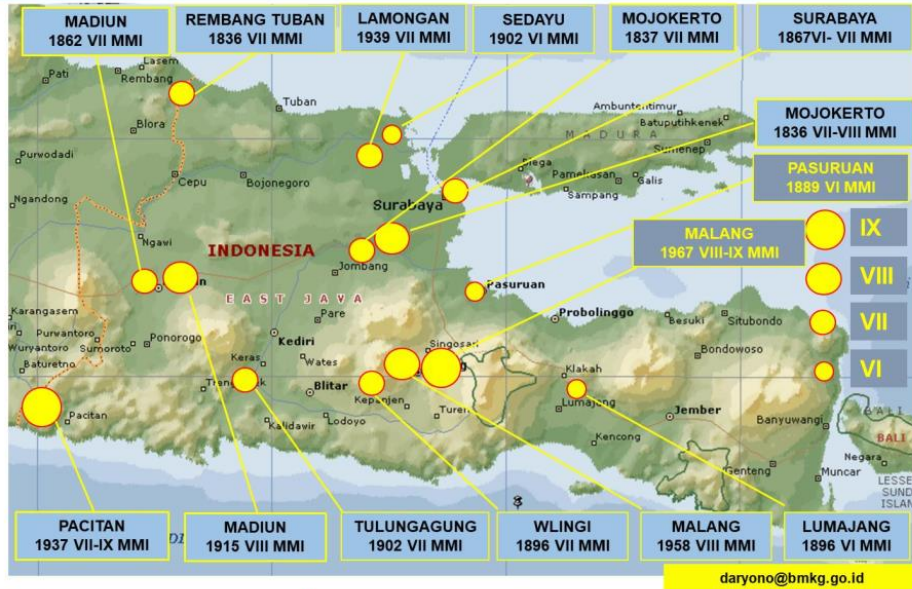 MADIUN
1862 VII MMI
REMBANG TUBAN
1836 VII MMI
LAMONGAN
1939 VII MMI
SEDAYU
1902 VI MMI
MOJOKERTO
1837 VII MMI
SURABAYA
1867VI- VII MMI
MOJOKERTO
1836 VII-VIII MMI
PASURUAN
1889 VI MMI
MALANG
1967 VIII-IX MMI
IX
VIII
VII
VI
Lasem
Pati
Rembang
Tuban
Ambuntentimur
Batuputihkenek
Blora
MADURA
Sumenep
Purwodadi
Pamekasan
Galis
Cepu
Bojonegoro
Sampang
Ngandong
Surabaya
Ngawi
INDONESIA
Jombang
EAST JAVA
Pasuruan
Karangasem
Pare
Probolinggo
Besuki
Situbondo
Purwantoro
Ponorogo
Kediri
Wuryantoro
Sumoroto
Singosari
Bondowoso
Baturetno
Keras
Wates
Klakah
Blitar
Kepanjen
Lumajang
Pacitan
Turen
Jember
Kalidawir
Lodoyo
Banyuwangi
BALI
BALI
Kencong
Negara
Genteng
Muncar
LESSE
SUND
ISLAN
PACITAN
1937 VII-IX MMI
MADIUN
1915 VIII MMI
TULUNGAGUNG
1902 VII MMI
WLINGI
1896 VII MMI
MALANG
1958 VIII MMI
LUMAJANG
1896 VI MMI
daryono@bmkg.go.id